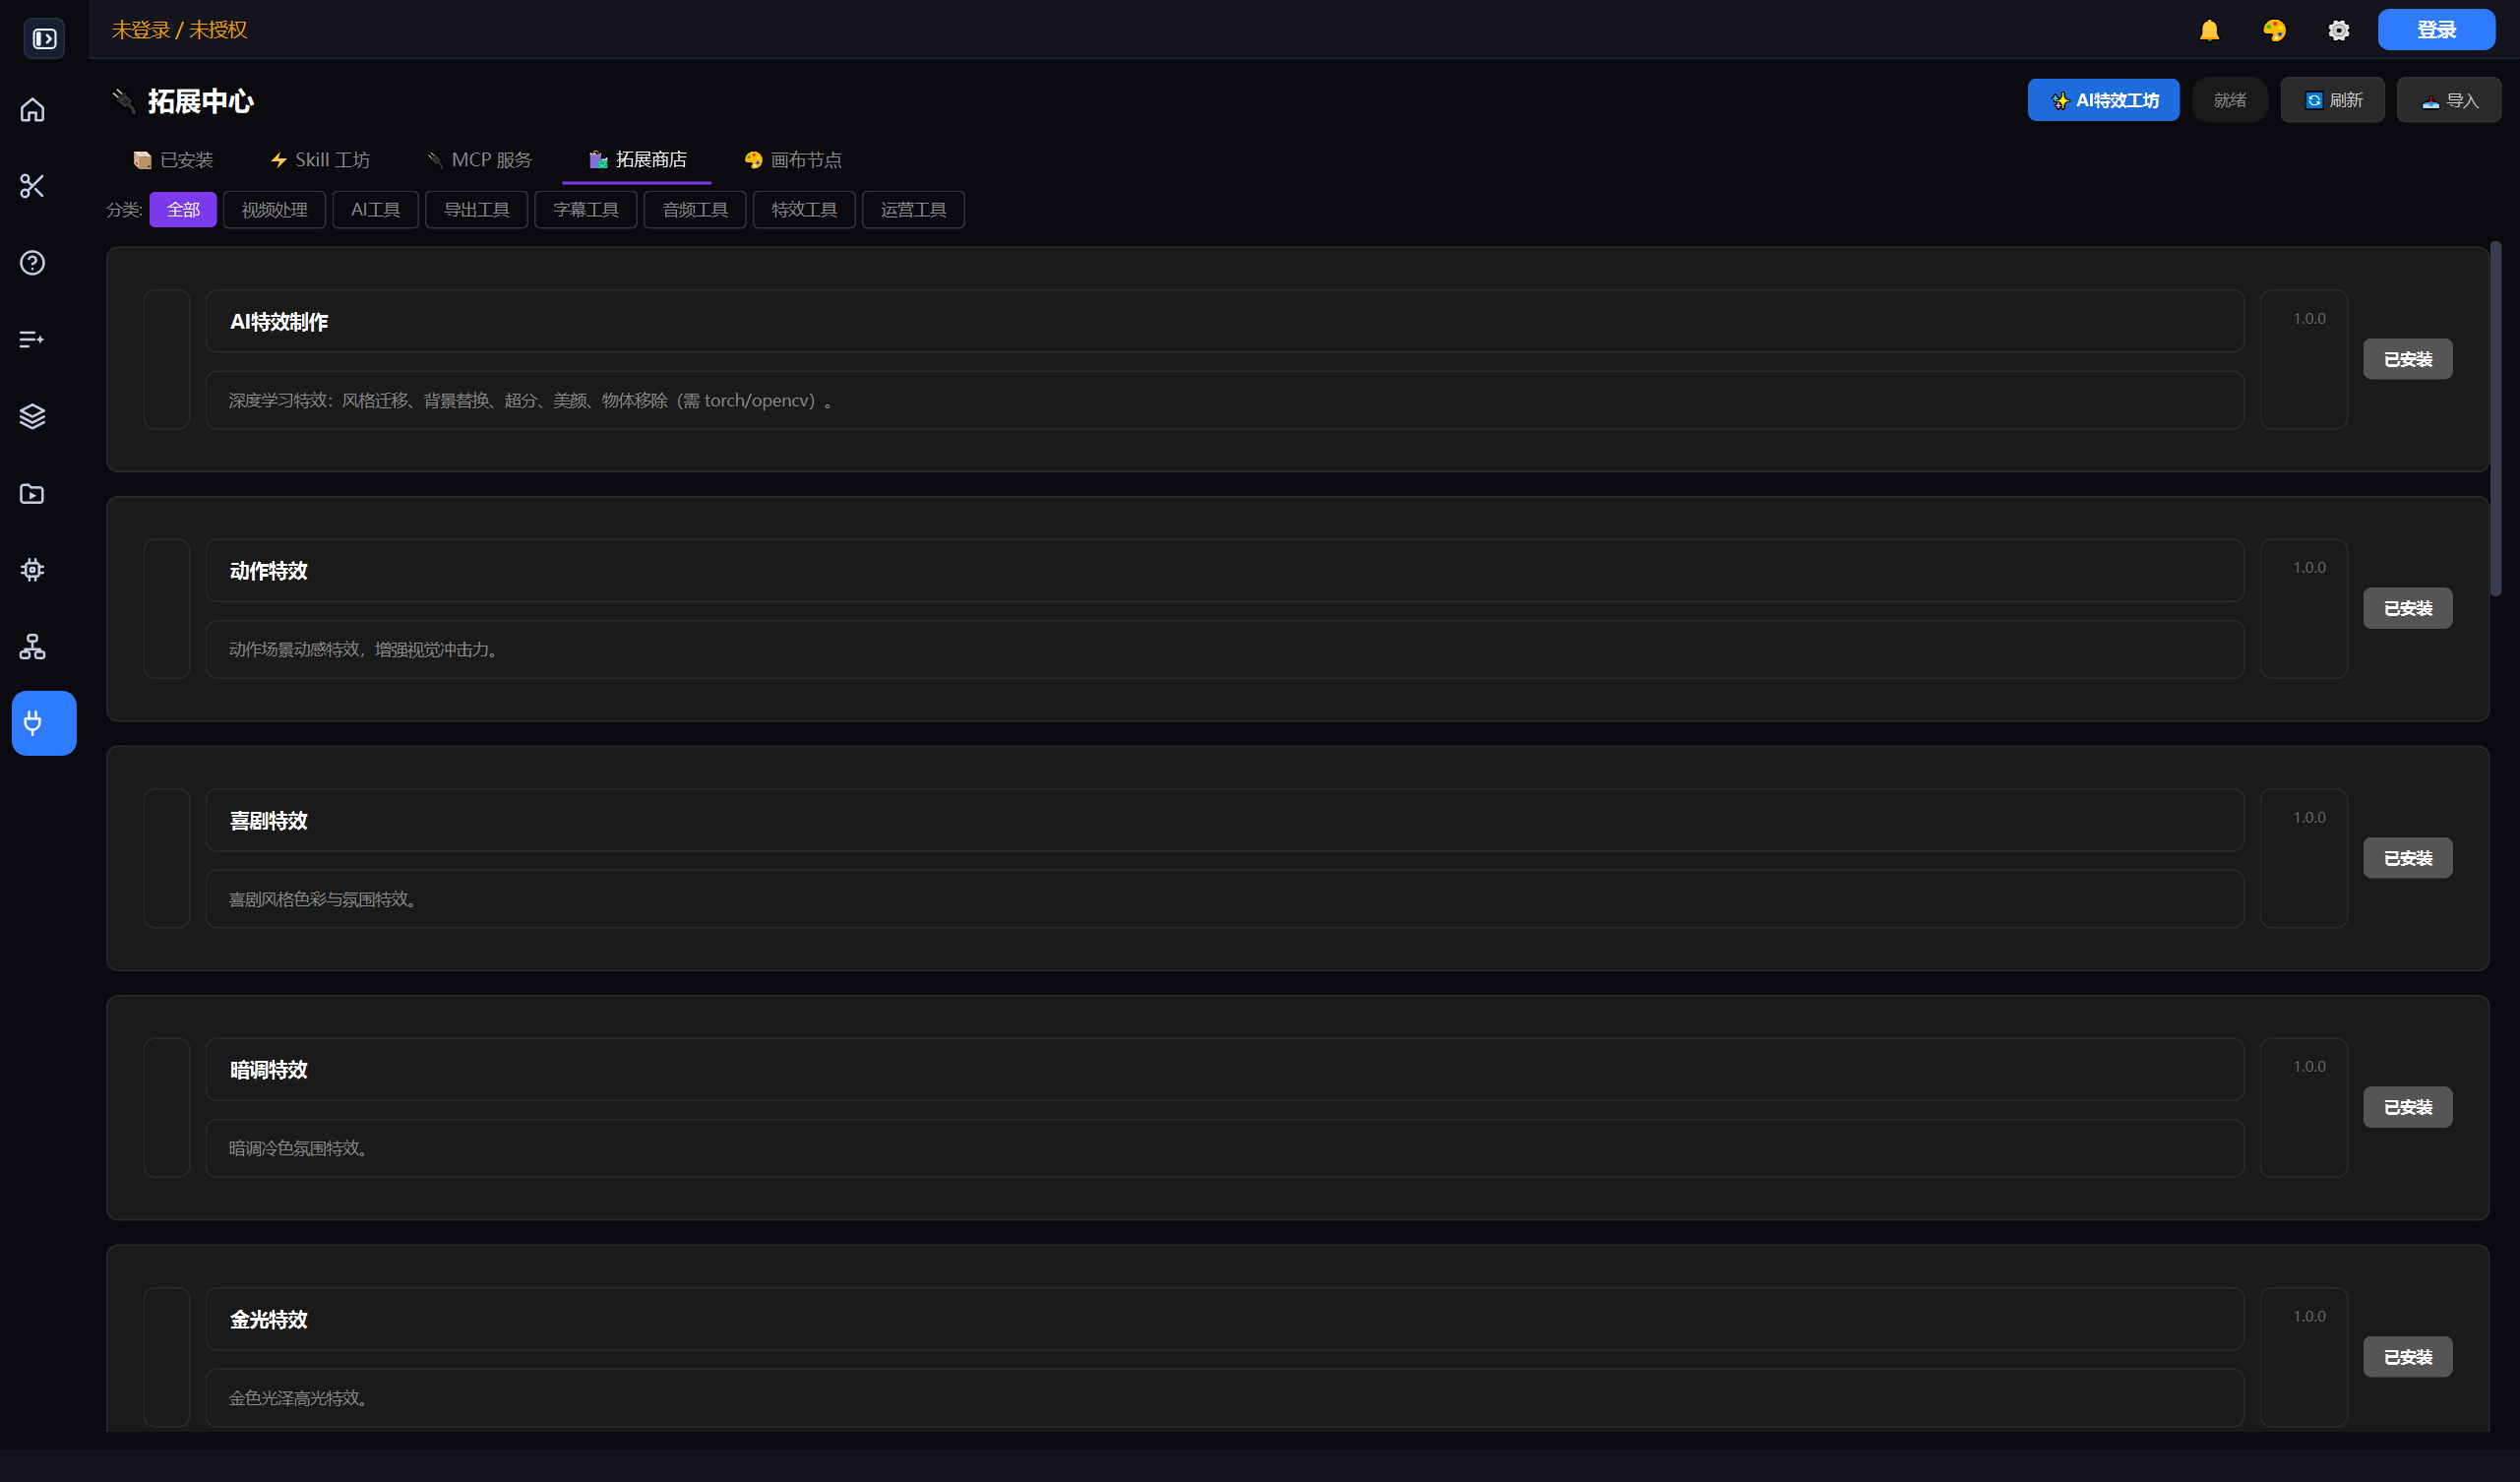 未登录 / 未授权
登录
拓展中心
AI特效工坊
就绪
刷新
导入
已安装
Skill 工坊
MCP 服务
拓展商店
画布节点
分类:
全部
视频处理
AI工具
导出工具
字幕工具
音频工具
特效工具
运营工具
AI特效制作
1.0.0
已安装
深度学习特效：风格迁移、背景替换、超分、美颜、物体移除（需 torch/opencv）。
动作特效
1.0.0
已安装
动作场景动感特效，增强视觉冲击力。
喜剧特效
1.0.0
已安装
喜剧风格色彩与氛围特效。
暗调特效
1.0.0
已安装
暗调冷色氛围特效。
金光特效
1.0.0
已安装
金色光泽高光特效。